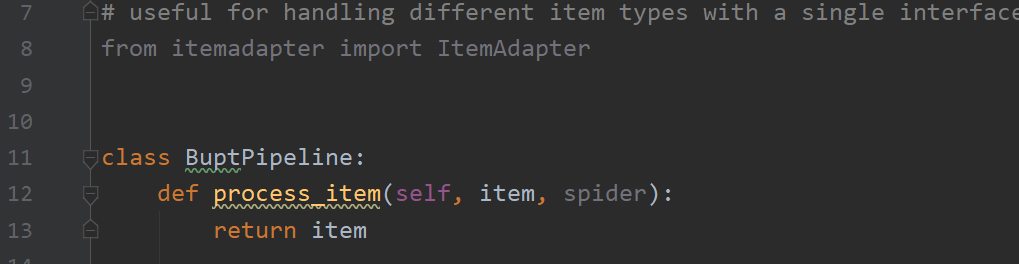 7 # useful for handling different item types with a single interface
8 from itemadapter import ItemAdapter
9
10
11 class BuptPipeline:
12 def process_item(self, item, spider):
13 return item
14